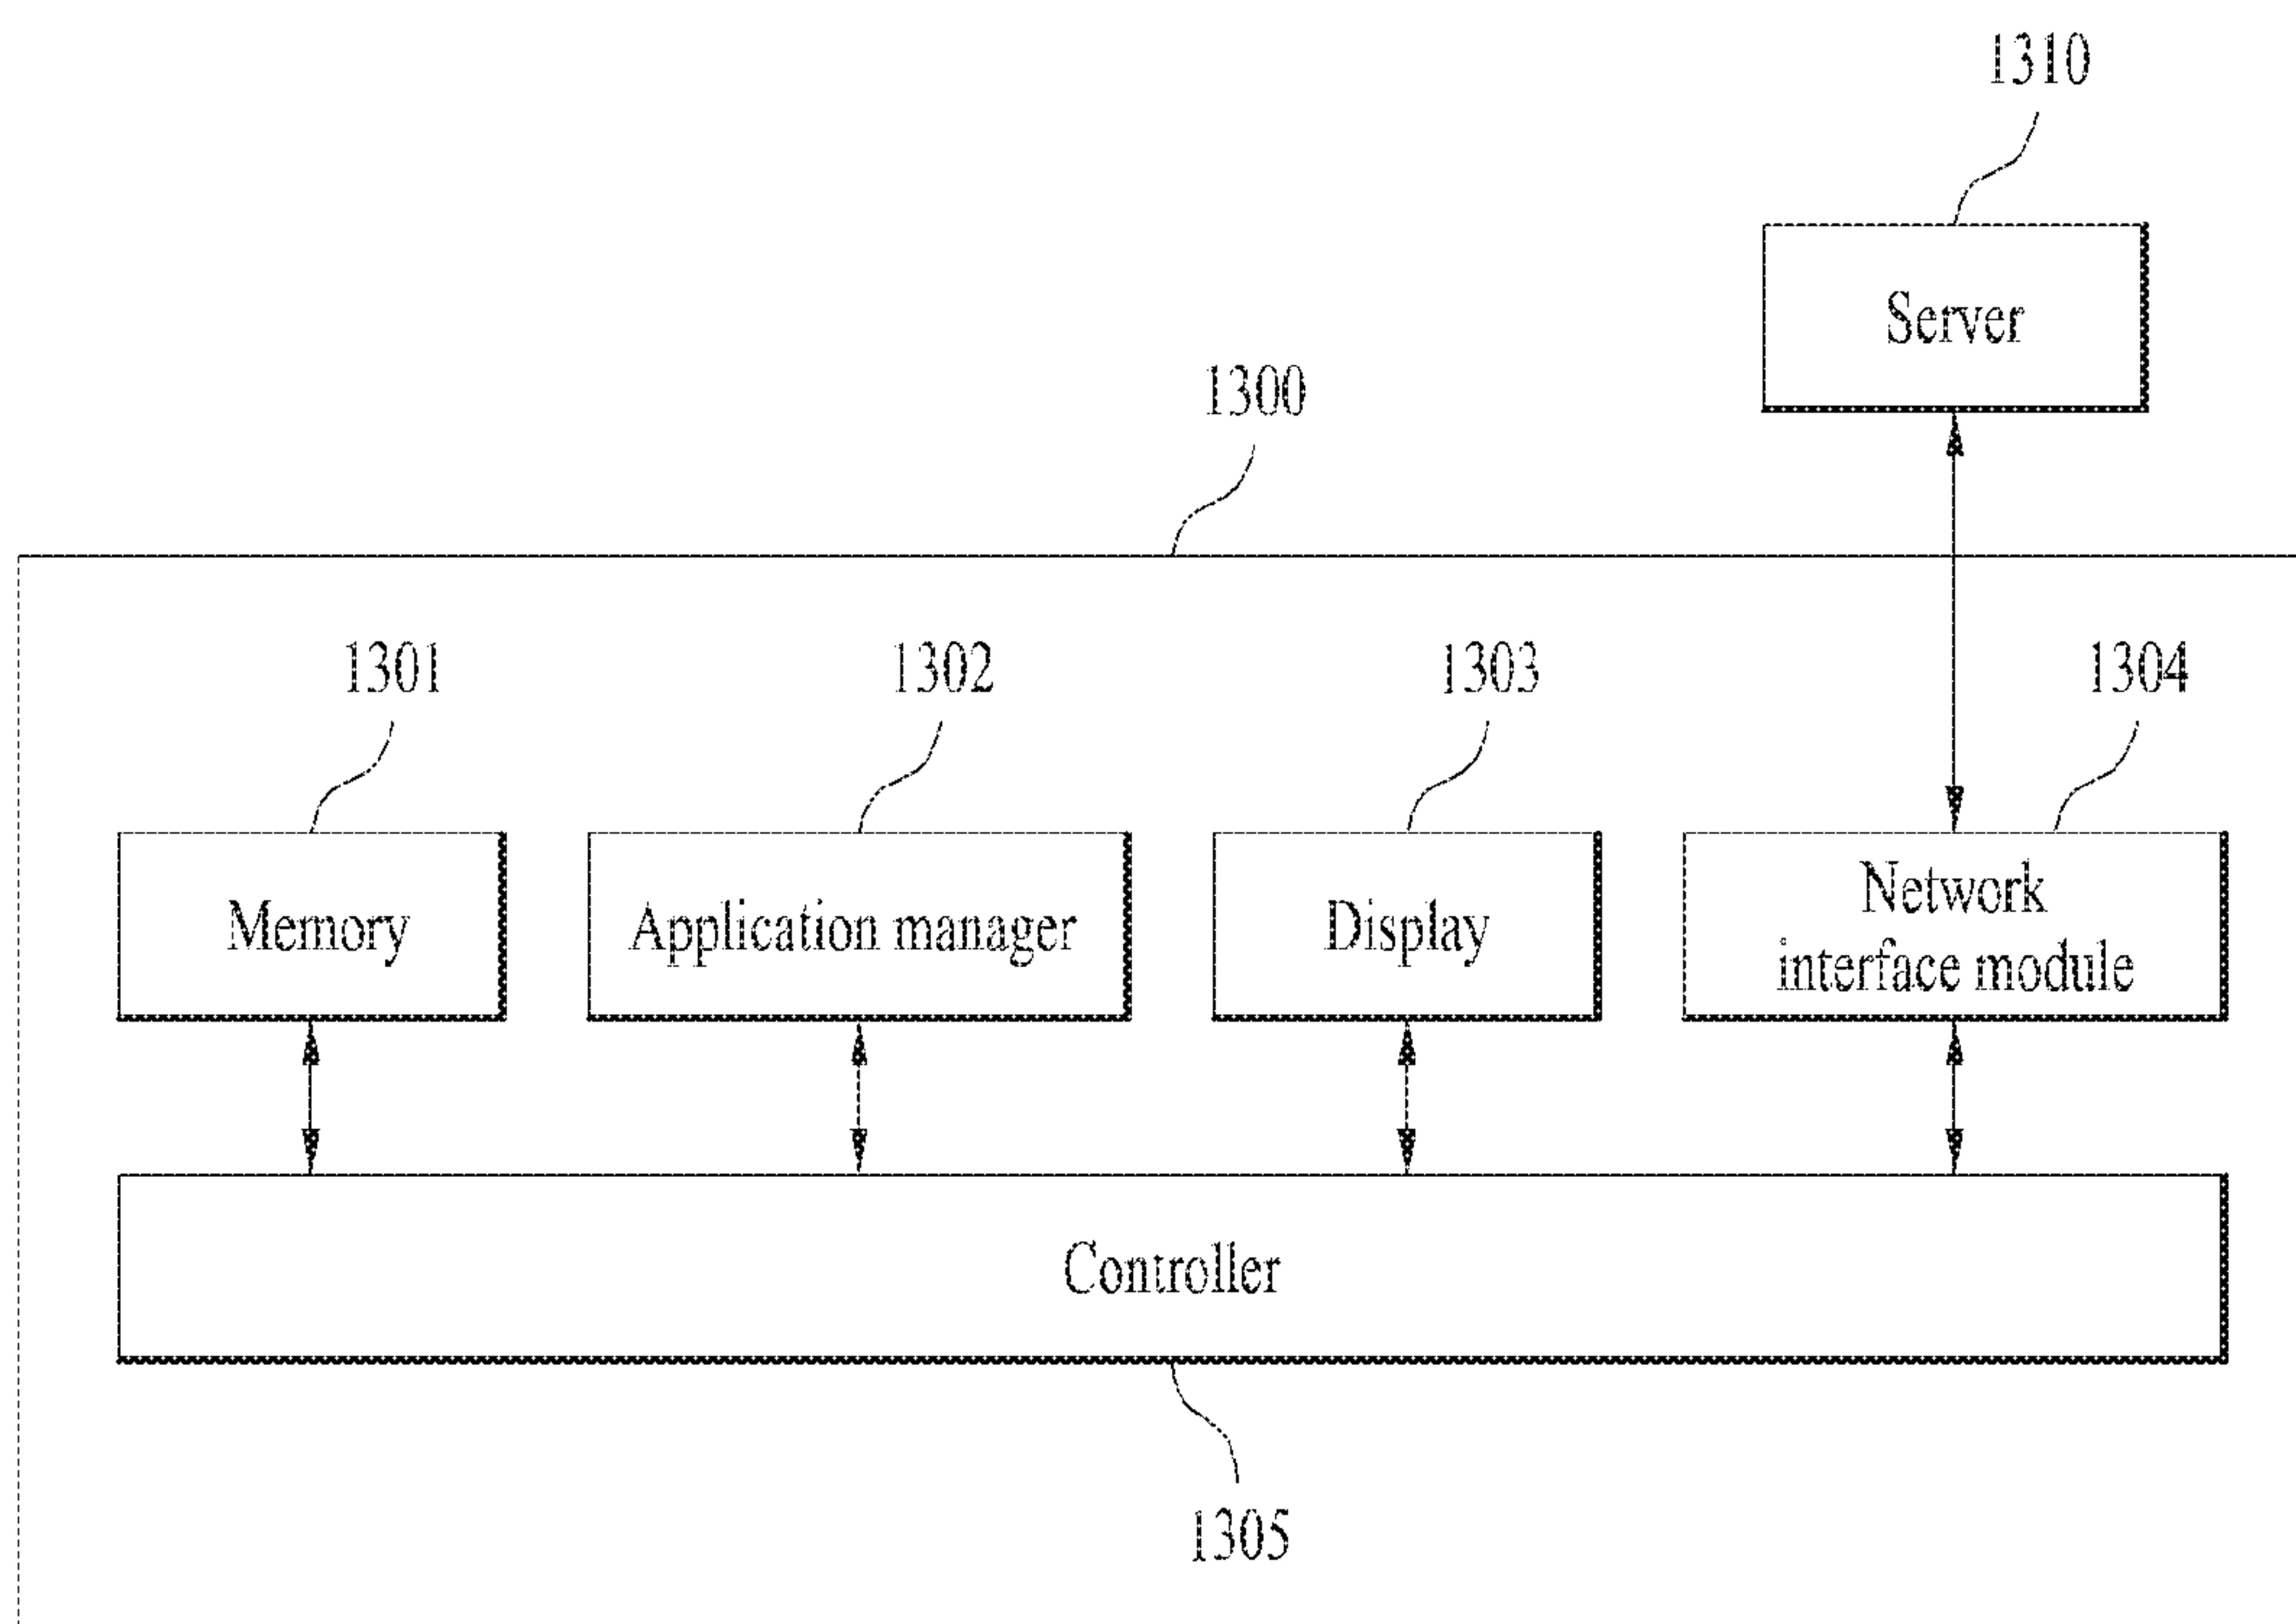 1310
Server
1300
1301
1302
1303
1304
Memory
Application manager
Display
Network
interface module
Controller
1305